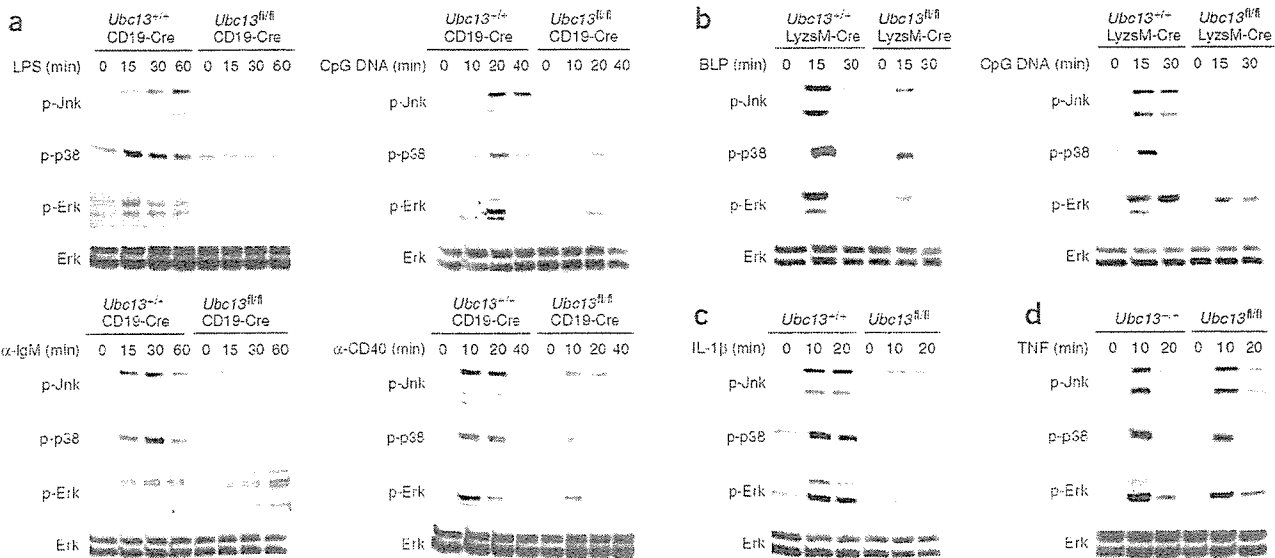 a
Ubc13+/+ Ubc13fl/fl
CD19-Cre CD19-Cre
LPS (min) 0 15 30 60 0 15 30 60
p-Jnk
p-p38
p-Erk
Erk
Ubc13+/+ Ubc13fl/fl
CD19-Cre CD19-Cre
CpG DNA (min) 0 10 20 40 0 10 20 40
p-Jnk
p-p38
p-Erk
Erk
Ubc13+/+ Ubc13fl/fl
CD19-Cre CD19-Cre
α-IgM (min) 0 15 30 60 0 15 30 60
p-Jnk
p-p38
p-Erk
Erk
Ubc13+/+ Ubc13fl/fl
CD19-Cre CD19-Cre
α-CD40 (min) 0 10 20 40 0 10 20 40
p-Jnk
p-p38
p-Erk
Erk
b
Ubc13+/+ Ubc13fl/fl
LyzsM-Cre LyzsM-Cre
BLP (min) 0 15 30 0 15 30
p-Jnk
p-p38
p-Erk
Erk
Ubc13+/+ Ubc13fl/fl
LyzsM-Cre LyzsM-Cre
CpG DNA (min) 0 15 30 0 15 30
p-Jnk
p-p38
p-Erk
Erk
c
Ubc13+/+ Ubc13fl/fl
IL-1β (min) 0 10 20 0 10 20
p-Jnk
p-p38
p-Erk
Erk
d
Ubc13+/+ Ubc13fl/fl
TNF (min) 0 10 20 0 10 20
p-Jnk
p-p38
p-Erk
Erk